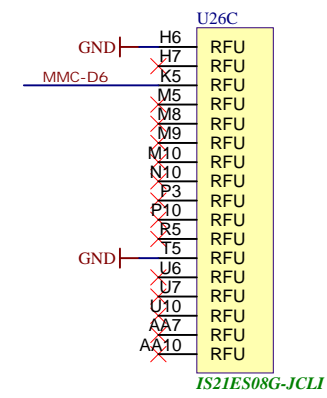 U26C
GND H6 RFU
H7 RFU
MMC-D6 K5 RFU
M5 RFU
M8 RFU
M9 RFU
M10 RFU
N10 RFU
P3 RFU
P10 RFU
R5 RFU
GND T5 RFU
U6 RFU
U7 RFU
U10 RFU
AA7 RFU
AA10 RFU
IS21ES08G-JCLI